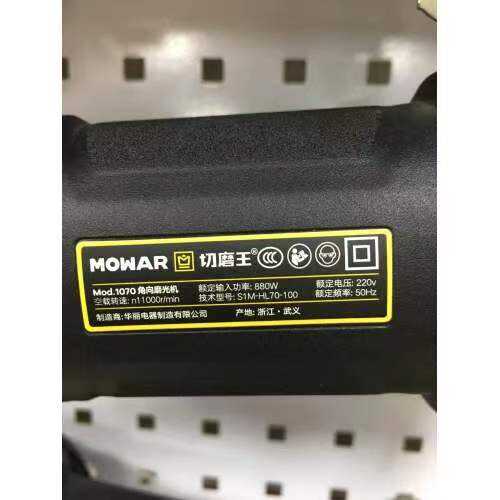 MOWAR 切磨王®
Mod.1070 角向磨光机 额定输入功率: 880W 额定电压: 220v
空载转速: n11000r/min 技术型号: S1M-HL70-100 额定频率: 50Hz
制造商: 华丽电器制造有限公司 产地: 浙江·武义